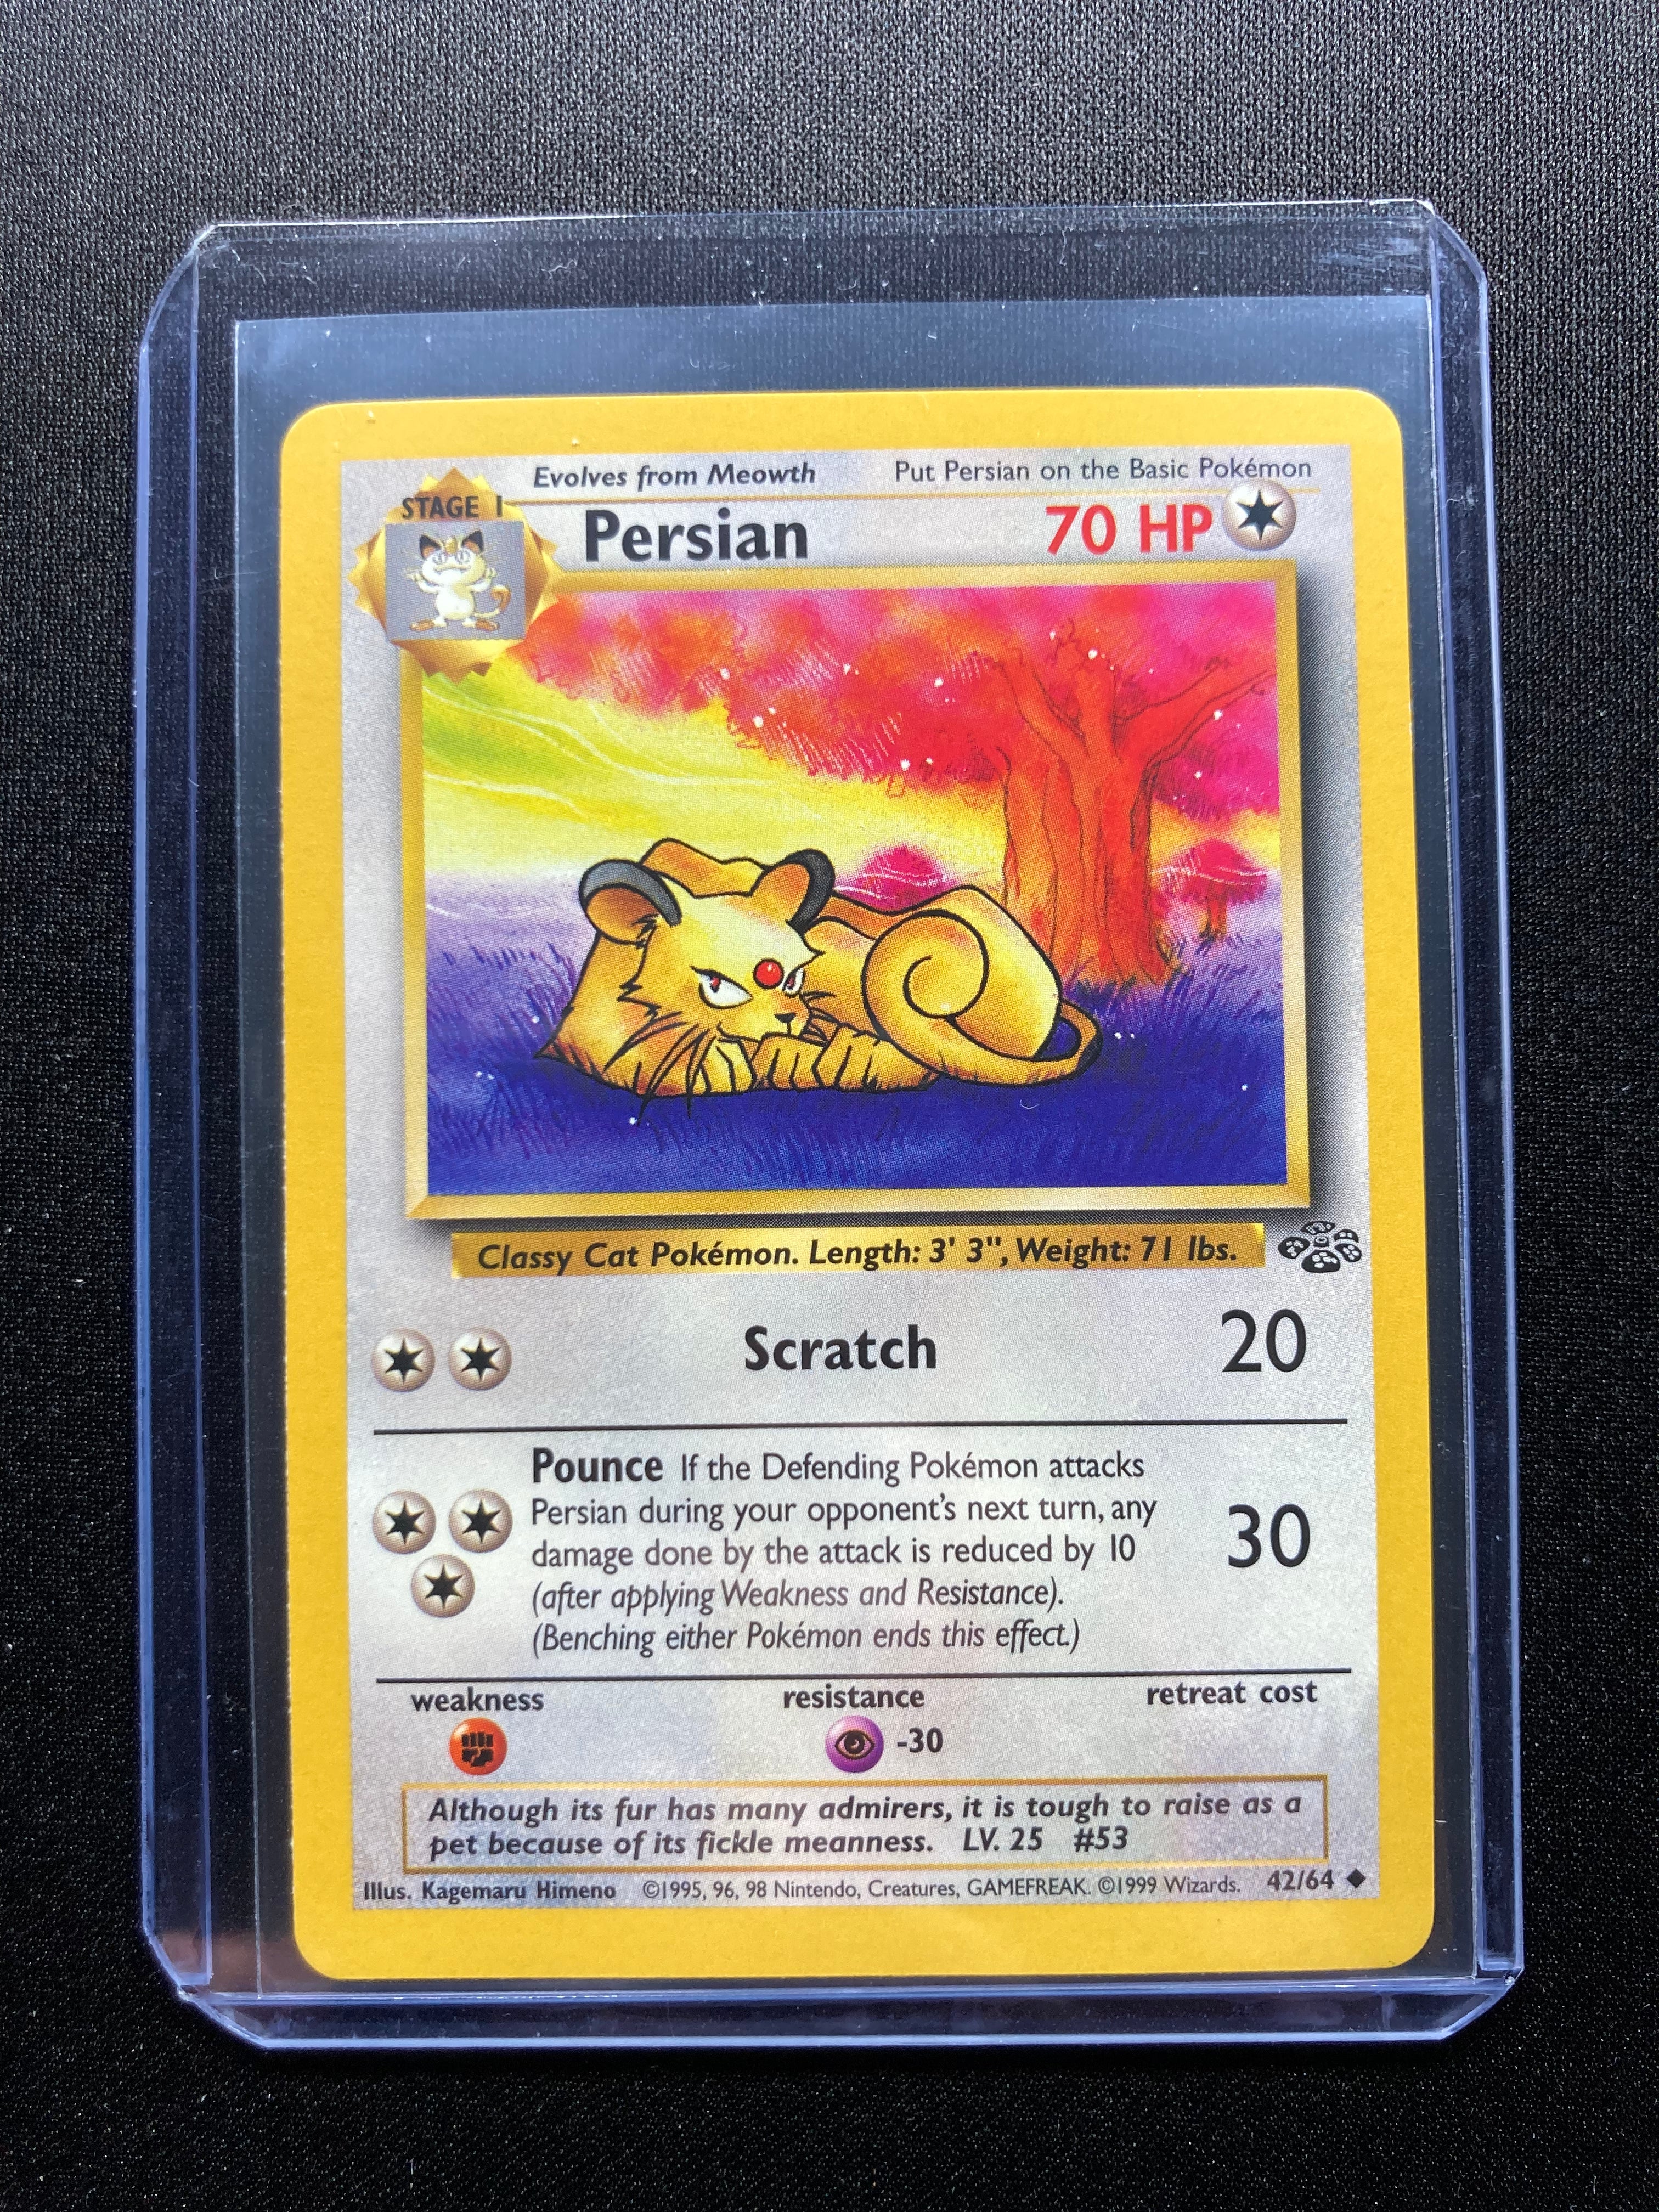 Evolves from Meowth Put Persian on the Basic Pokémon
STAGE 1
Persian 70 HP
Classy Cat Pokémon. Length: 3' 3", Weight: 71 lbs.
Scratch 20
Pounce If the Defending Pokémon attacks
Persian during your opponent's next turn, any
damage done by the attack is reduced by 10
(after applying Weakness and Resistance).
(Benching either Pokémon ends this effect.)
30
weakness resistance retreat cost
-30
Although its fur has many admirers, it is tough to raise as a
pet because of its fickle meanness. LV. 25 #53
Illus. Kagemaru Himeno ©1995, 96, 98 Nintendo, Creatures, GAMEFREAK. ©1999 Wizards. 42/64 ◆